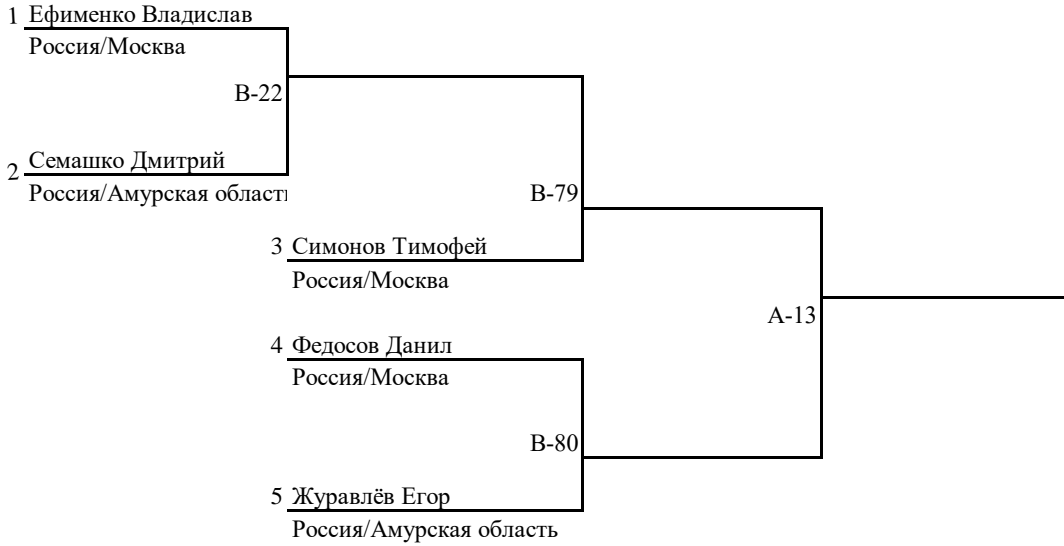 1 Ефименко Владислав
Россия/Москва
В-22
2 Семашко Дмитрий
Россия/Амурская област
В-79
3 Симонов Тимофей
Россия/Москва
А-13
4 Федосов Данил
Россия/Москва
В-80
5 Журавлёв Егор
Россия/Амурская область